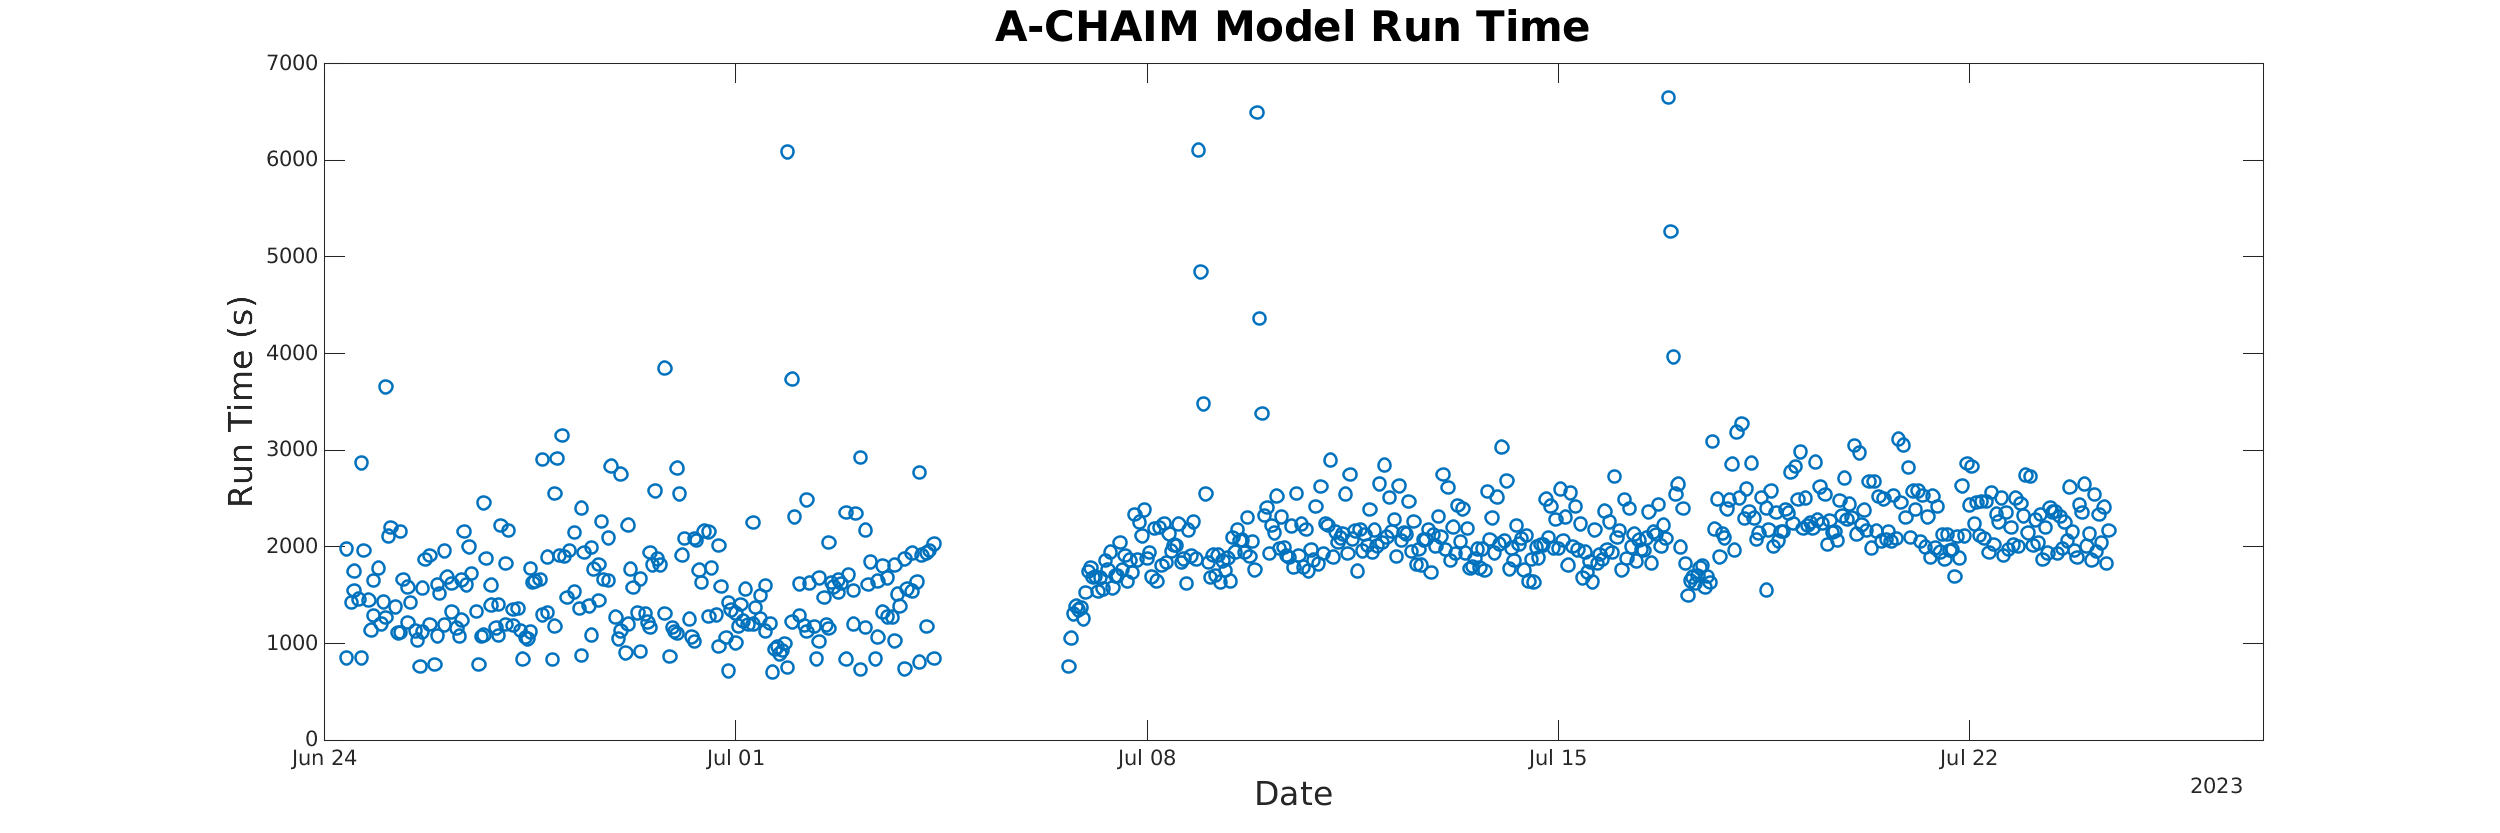 A-CHAIM Model Run Time
7000
6000
5000
4000
3000
2000
1000
0
Run Time (s)
Jun 24
Jul 01
Jul 08
Jul 15
Jul 22
2023
Date